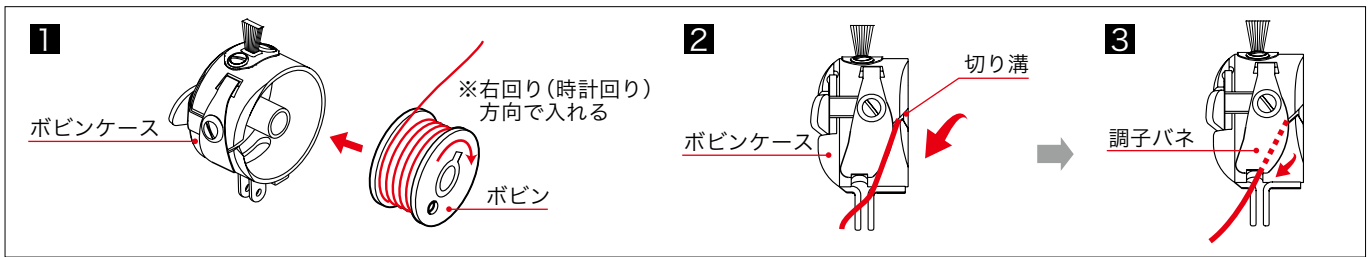 1
ボビンケース
※右回り(時計回り)
方向で入れる
ボビン
2
切り溝
ボビンケース
3
調子バネ